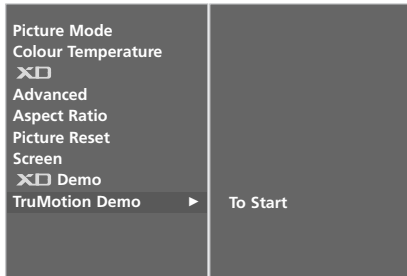 Picture Mode
Colour Temperature
XD
Advanced
Aspect Ratio
Picture Reset
Screen
XD Demo
TruMotion Demo ► To Start